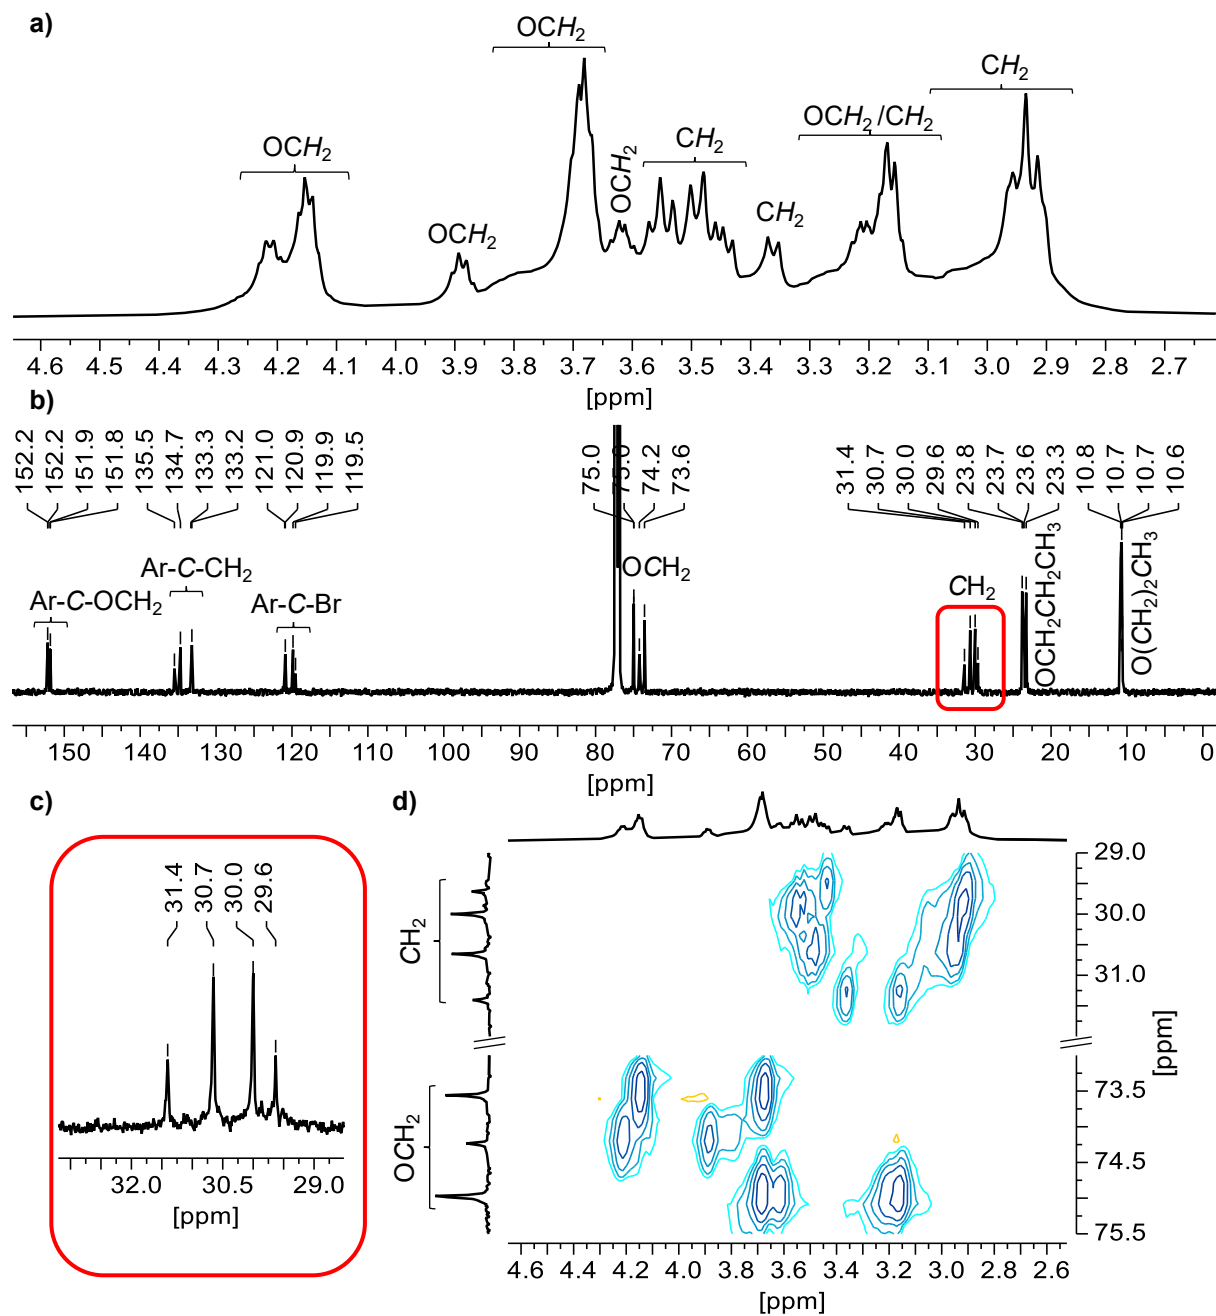 a)
OCH2
OCH2
OCH2
OCH2
CH2
CH2
OCH2/CH2
CH2
4.6 4.5 4.4 4.3 4.2 4.1 4.0 3.9 3.8 3.7 3.6 3.5 3.4 3.3 3.2 3.1 3.0 2.9 2.8 2.7
[ppm]
b)
152.2
152.2
151.9
151.8
135.5
134.7
133.3
133.2
121.0
120.9
119.9
119.5
75.0
75.0
74.2
73.6
31.4
30.7
30.0
29.6
23.8
23.7
23.6
23.3
10.8
10.7
10.7
10.6
Ar-C-OCH2
Ar-C-CH2
Ar-C-Br
OCH2
CH2
OCH2CH2CH3
O(CH2)2CH3
150 140 130 120 110 100 90 80 70 60 50 40 30 20 10 0
[ppm]
c)
31.4
30.7
30.0
29.6
32.0 30.5 29.0
[ppm]
d)
CH2
OCH2
29.0
30.0
31.0
73.5
74.5
75.5
[ppm]
4.6 4.2 4.0 3.8 3.6 3.4 3.2 3.0 2.6
[ppm]